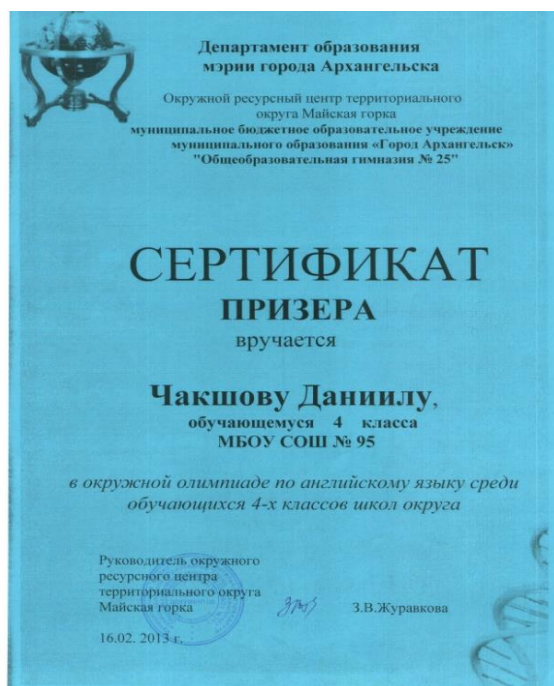 Департамент образования
мэрии города Архангельска
Окружной ресурсный центр территориального
округа Майская горка
муниципальное бюджетное образовательное учреждение
муниципального образования «Город Архангельск»
"Общеобразовательная гимназия № 25"
СЕРТИФИКАТ
ПРИЗЕРА
вручается
Чакшову Даниилу,
обучающемуся 4 класса
МБОУ СОШ № 95
в окружной олимпиаде по английскому языку среди
обучающихся 4-х классов школ округа
Руководитель окружного
ресурсного центра
территориального округа
Майская горка З.В.Журавкова
16.02. 2013 г.